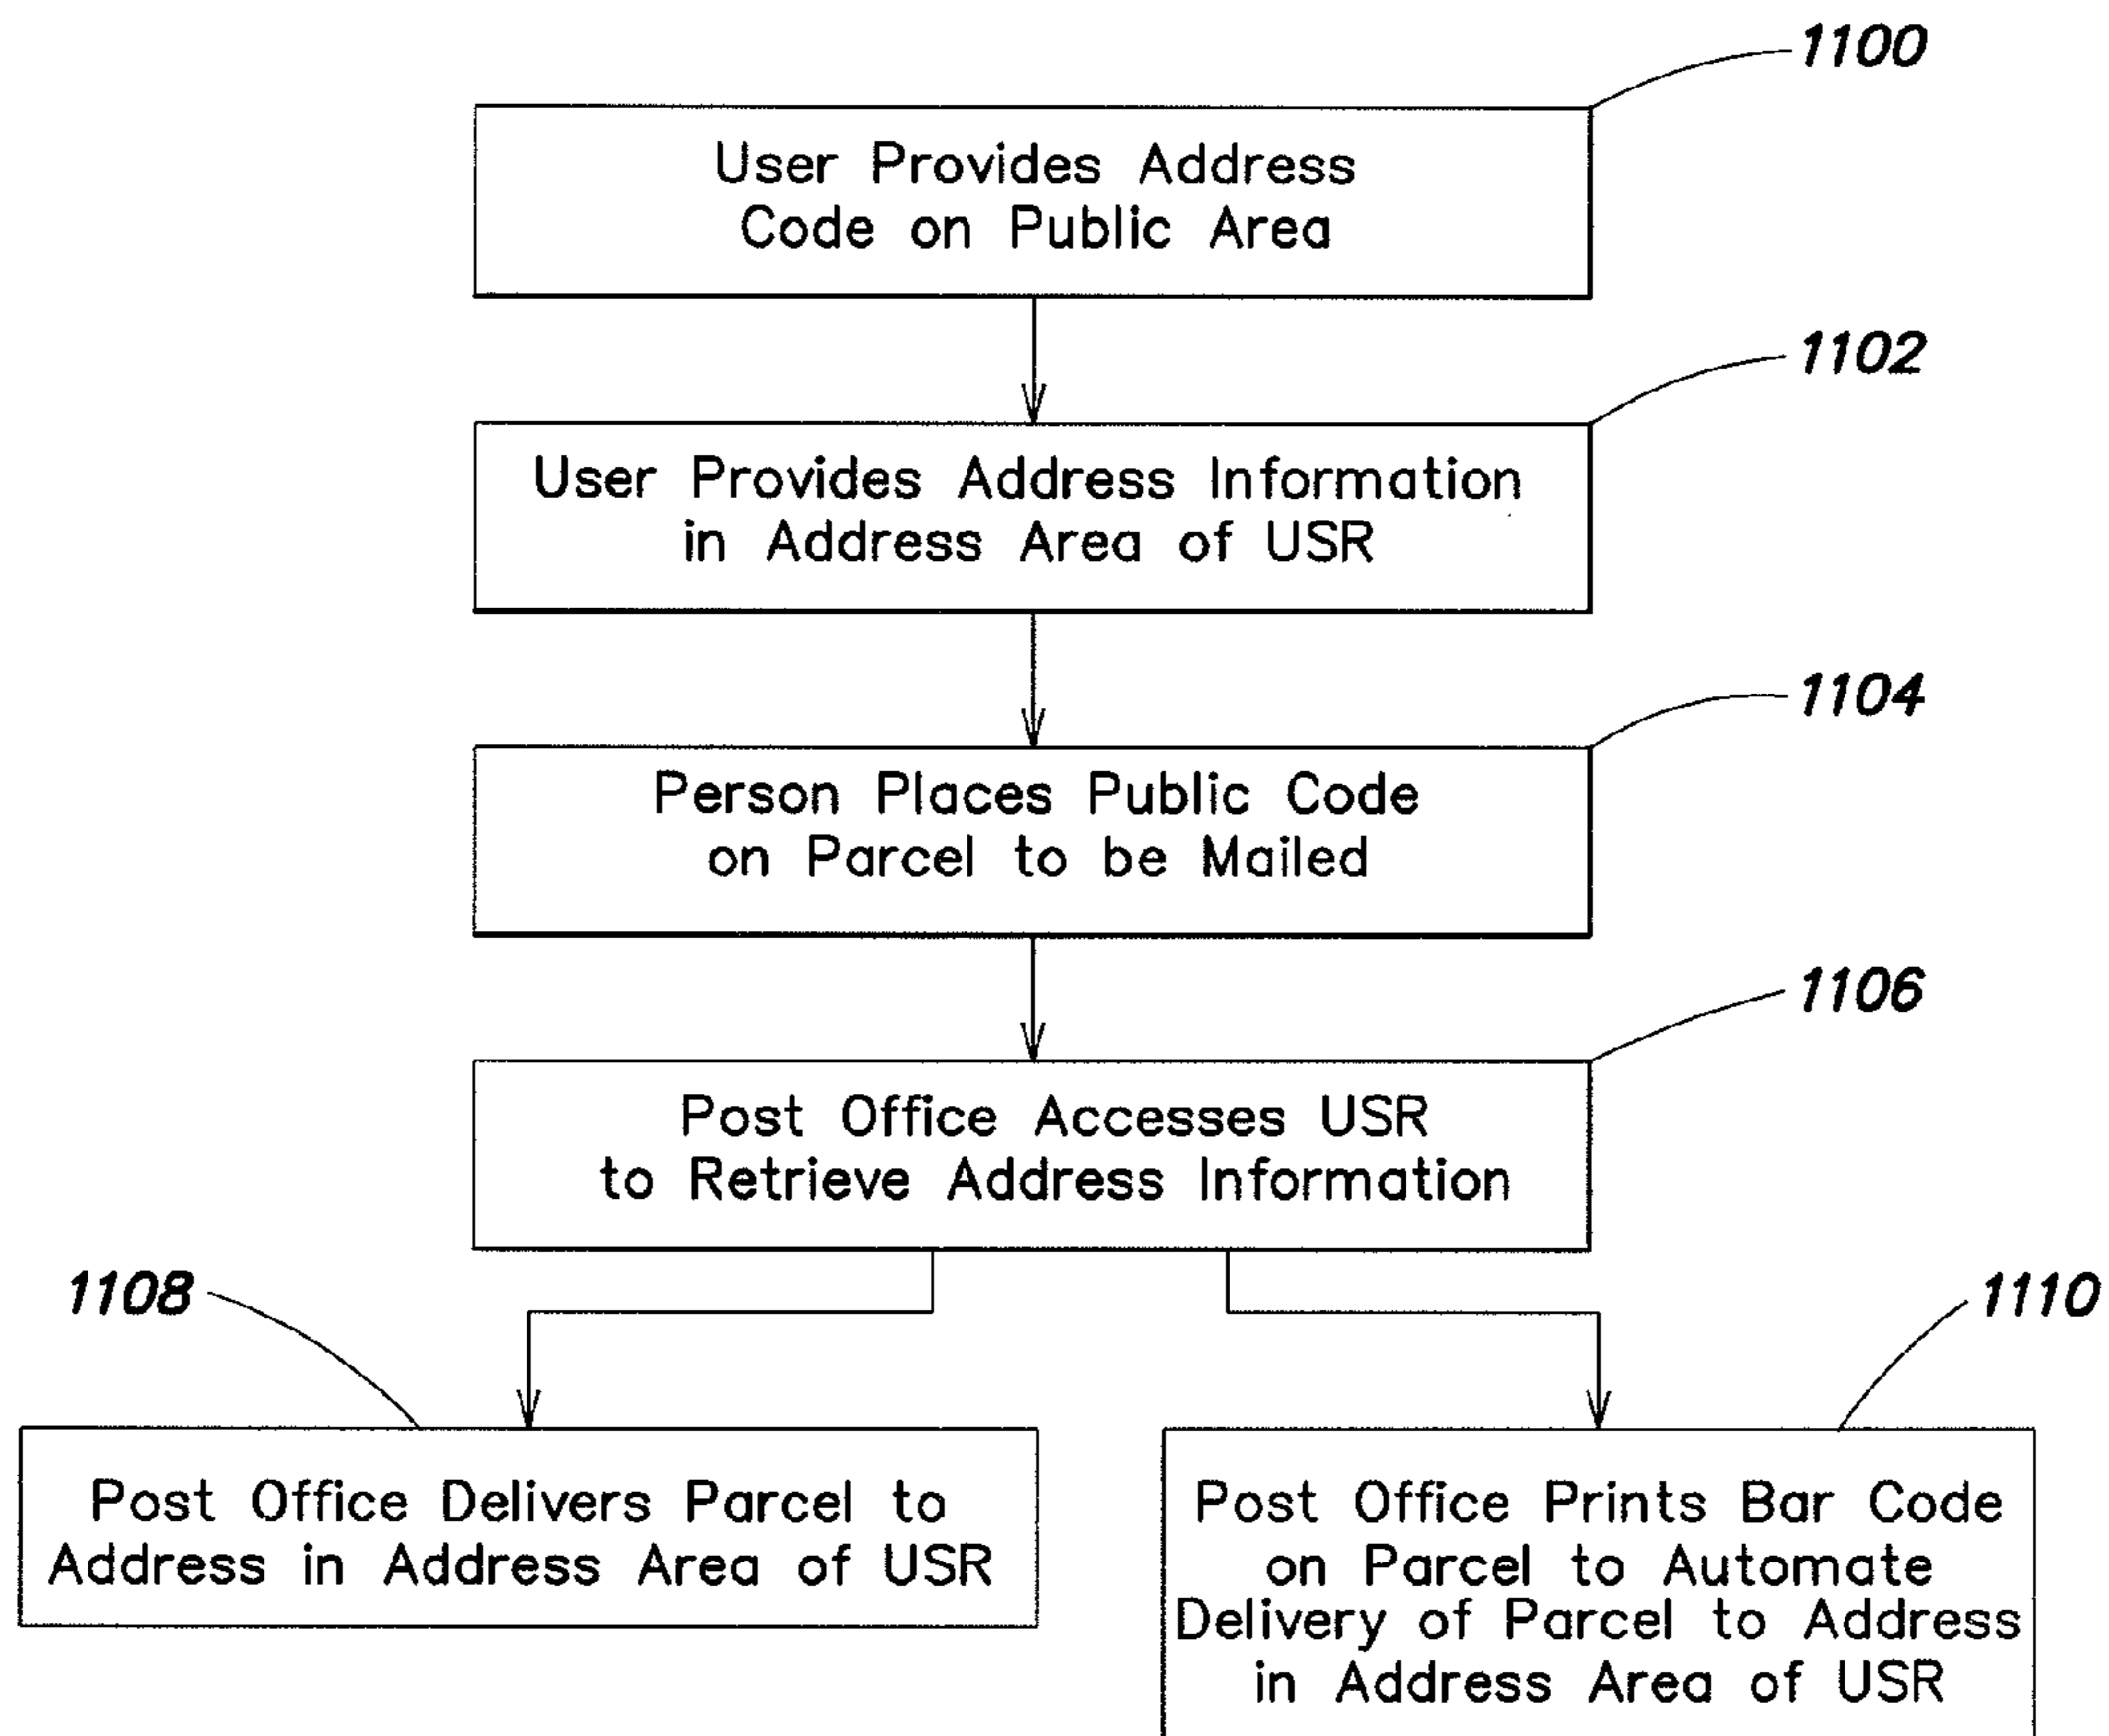 1100
User Provides Address
Code on Public Area
1102
User Provides Address Information
in Address Area of USR
1104
Person Places Public Code
on Parcel to be Mailed
1106
Post Office Accesses USR
to Retrieve Address Information
1108
Post Office Delivers Parcel to
Address in Address Area of USR
1110
Post Office Prints Bar Code
on Parcel to Automate
Delivery of Parcel to Address
in Address Area of USR